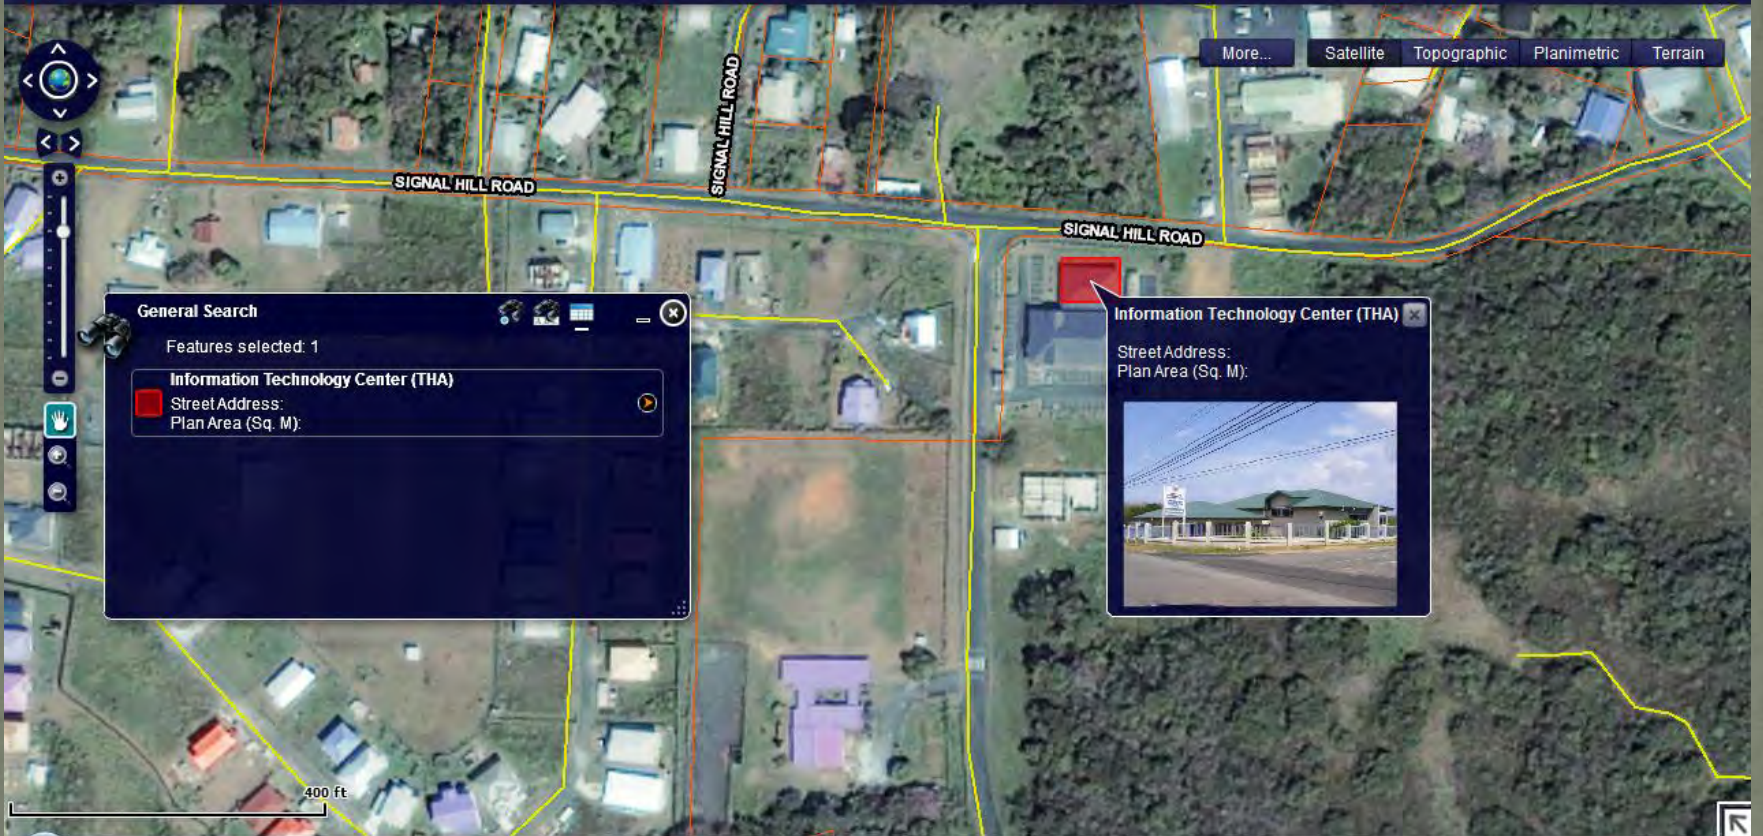 More...
Satellite
Topographic
Planimetric
Terrain
SIGNAL HILL ROAD
SIGNAL HILL ROAD
SIGNAL HILL ROAD
General Search
Features selected: 1
Information Technology Center (THA)
Street Address:
Plan Area (Sq. M):
Information Technology Center (THA)
Street Address:
Plan Area (Sq. M):
400 ft